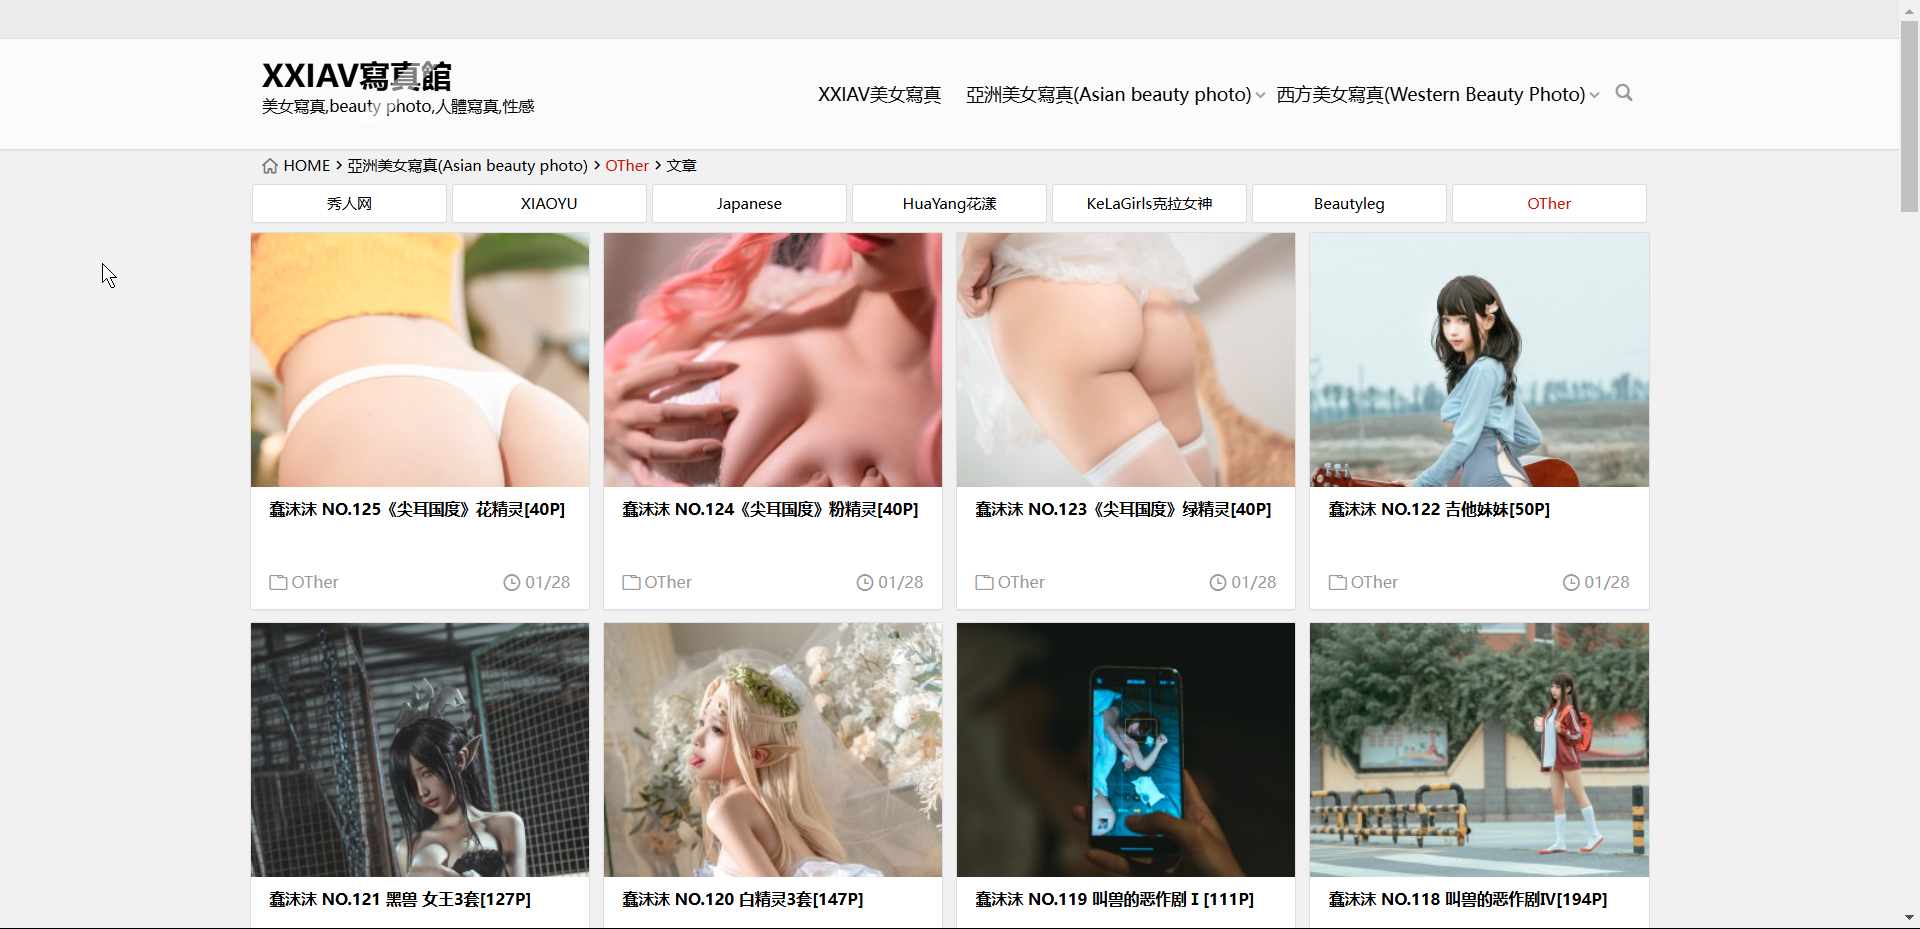 XXIAV寫真館
美女寫真,beauty photo,人體寫真,性感
XXIAV美女寫真 亞洲美女寫真(Asian beauty photo) 西方美女寫真(Western Beauty Photo)
HOME > 亞洲美女寫真(Asian beauty photo) > OTher > 文章
秀人网 XIAOYU Japanese HuaYang花漾 KeLaGirls克拉女神 Beautyleg OTher
蠢沫沫 NO.125《尖耳国度》花精灵[40P]
OTher 01/28
蠢沫沫 NO.124《尖耳国度》粉精灵[40P]
OTher 01/28
蠢沫沫 NO.123《尖耳国度》绿精灵[40P]
OTher 01/28
蠢沫沫 NO.122 吉他妹妹[50P]
OTher 01/28
蠢沫沫 NO.121 黑兽 女王3套[127P]
蠢沫沫 NO.120 白精灵3套[147P]
蠢沫沫 NO.119 叫兽的恶作剧 I [111P]
蠢沫沫 NO.118 叫兽的恶作剧IV[194P]